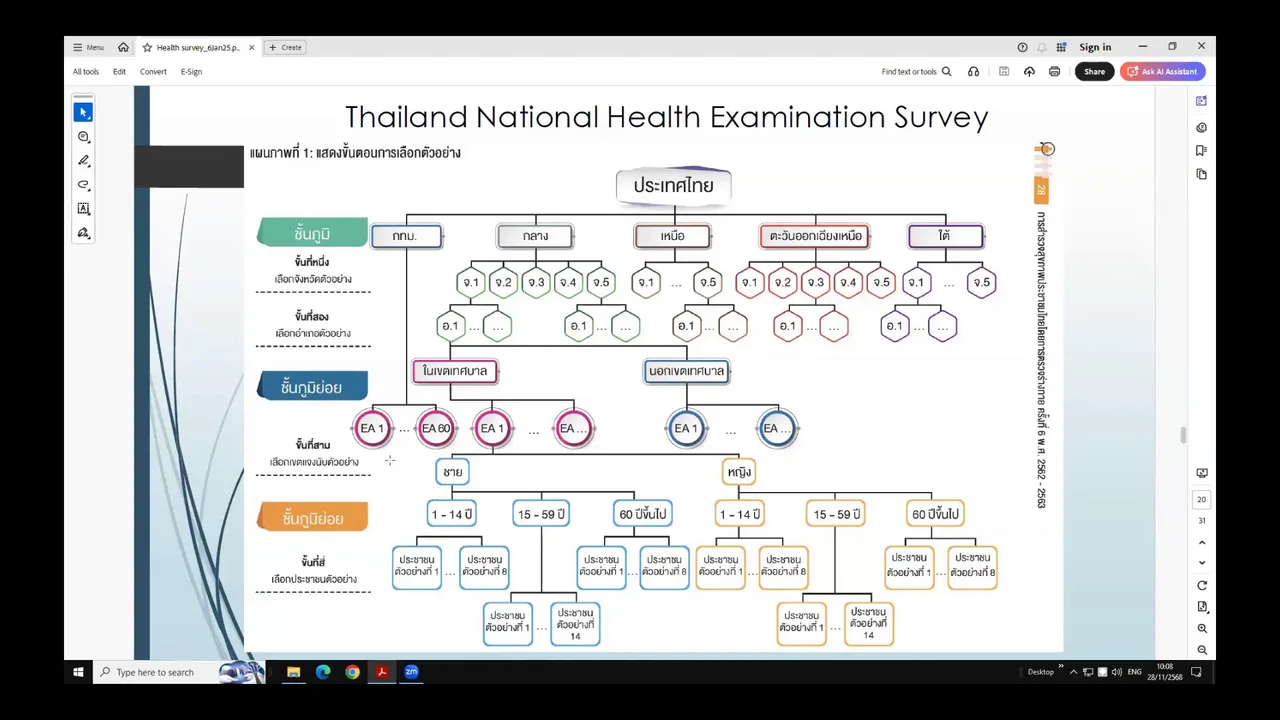 Menu
Health survey_6Jan25.p..
Create
Sign in
All tools
Edit
Convert
E-Sign
Find text or tools
Share
Ask AI Assistant
Thailand National Health Examination Survey
แผนภาพที่ 1: แสดงขั้นตอนการเลือกตัวอย่าง
28
การสำรวจสุขภาพประชาชนไทยโดยการตรวจร่างกาย ครั้งที่ 6 พ.ศ. 2562 - 2563
ประเทศไทย
ชั้นภูมิ
กทม.
กลาง
เหนือ
ตะวันออกเฉียงเหนือ
ใต้
ขั้นที่หนึ่ง
เลือกจังหวัดตัวอย่าง
จ.1 จ.2 จ.3 จ.4 จ.5 จ.1 ... จ.5 จ.1 จ.2 จ.3 จ.4 จ.5 จ.1 ... จ.5
ขั้นที่สอง
เลือกอำเภอตัวอย่าง
อ.1 ... ... อ.1 ... ... อ.1 ... ... อ.1 ... ... อ.1 ... ...
ชั้นภูมิย่อย
ในเขตเทศบาล
นอกเขตเทศบาล
EA 1 ... EA 60 EA 1 ... EA ... EA 1 ... EA ...
ขั้นที่สาม
เลือกเขตแจงนับตัวอย่าง
ชาย
หญิง
ชั้นภูมิย่อย
1 - 14 ปี
15 - 59 ปี
60 ปีขึ้นไป
1 - 14 ปี
15 - 59 ปี
60 ปีขึ้นไป
ขั้นที่สี่
เลือกประชาชนตัวอย่าง
ประชาชน
ตัวอย่างที่ 1
...
ประชาชน
ตัวอย่างที่ 8
ประชาชน
ตัวอย่างที่ 1
...
ประชาชน
ตัวอย่างที่ 8
ประชาชน
ตัวอย่างที่ 1
...
ประชาชน
ตัวอย่างที่ 8
ประชาชน
ตัวอย่างที่ 1
...
ประชาชน
ตัวอย่างที่ 8
ประชาชน
ตัวอย่างที่ 1
...
ประชาชน
ตัวอย่างที่
14
ประชาชน
ตัวอย่างที่ 1
...
ประชาชน
ตัวอย่างที่
14
20
31
Type here to search
zm
Desktop
ENG
10:08
28/11/2568